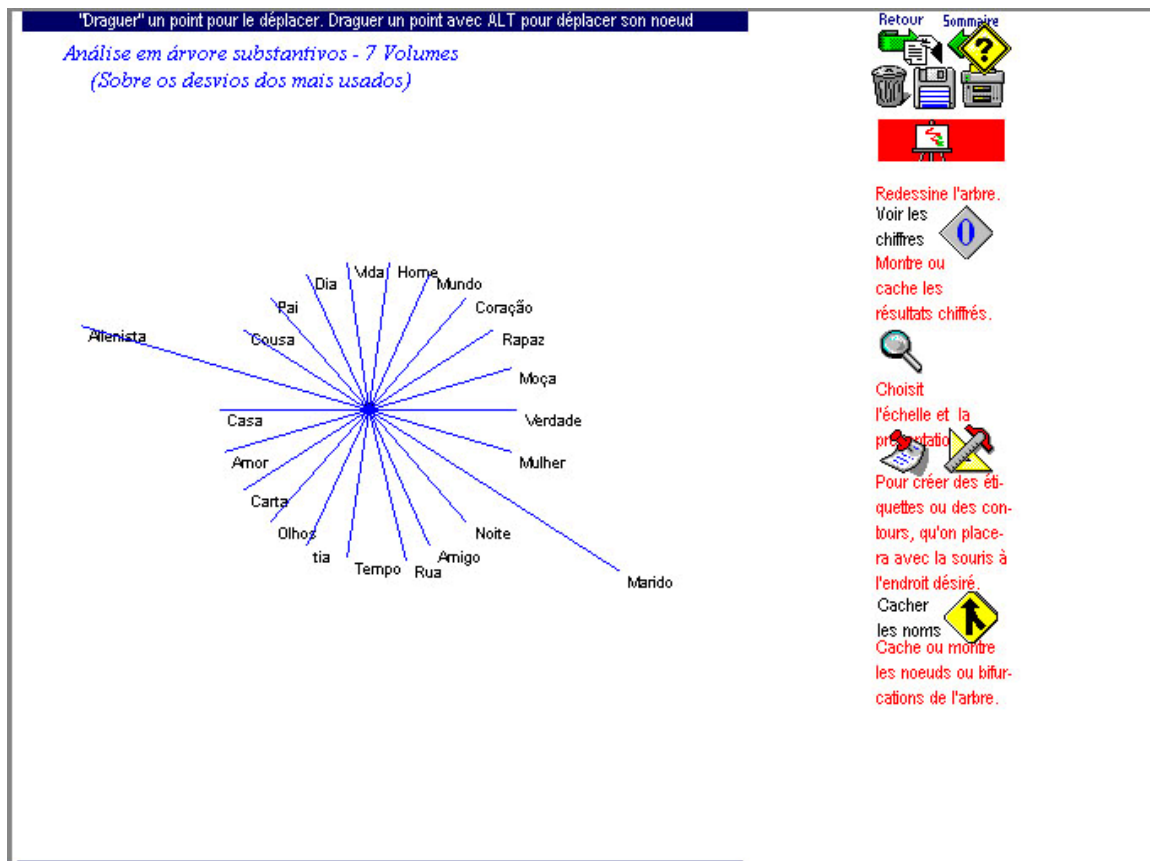 "Draguer" un point pour le déplacer. Draguer un point avec ALT pour déplacer son noeud
Análise em árvore substantivos - 7 Volumes
(Sobre os desvios dos mais usados)
Vida
Home
Dia
Mundo
Pai
Coração
Alienista
Cousa
Rapaz
Moça
Casa
Verdade
Amor
Mulher
Carta
Olhos
Noite
tia
Tempo
Rua
Amigo
Marido
Retour
Sommaire
?
Redessine l'arbre.
Voir les
chiffres
0
Montre ou
cache les
résultats chiffrés.
Choisit
l'échelle et la
présentation
Pour créer des éti-
quettes ou des con-
tours, qu'on place-
ra avec la souris à
l'endroit désiré.
Cacher
les noms
Cache ou montre
les noeuds ou bifur-
cations de l'arbre.